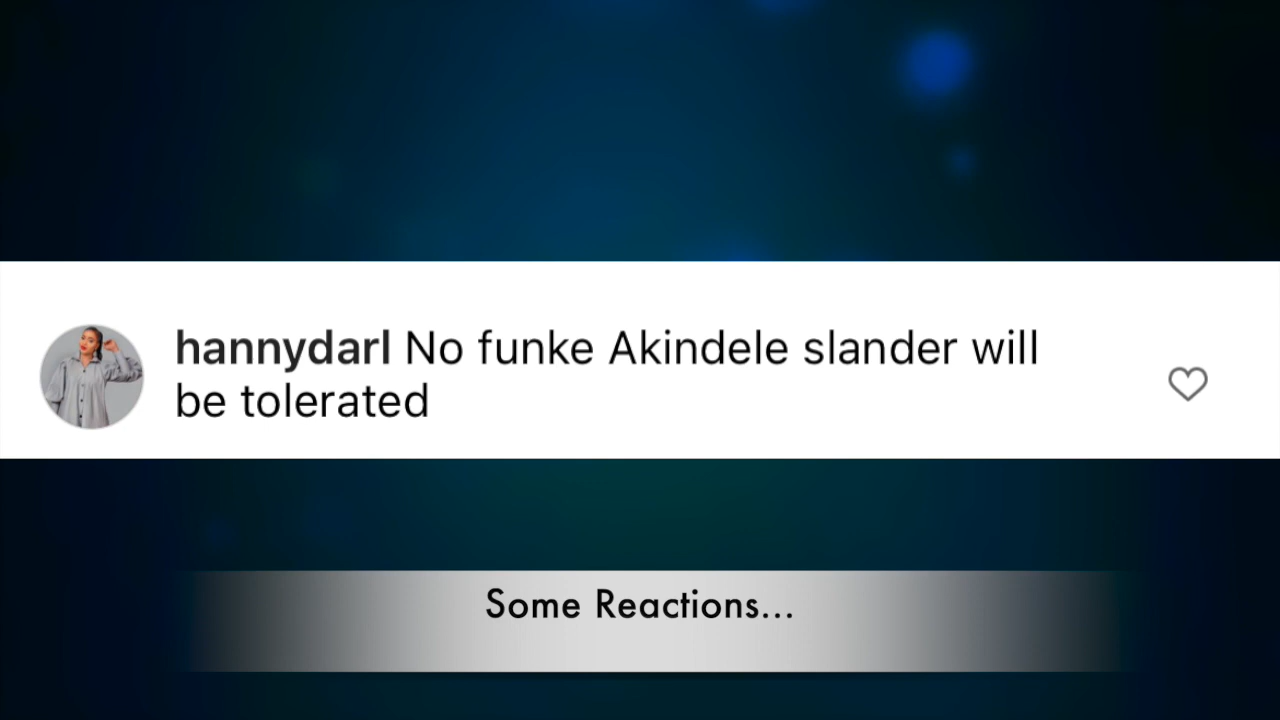 hannydarl No funke Akindele slander will
be tolerated
Some Reactions...